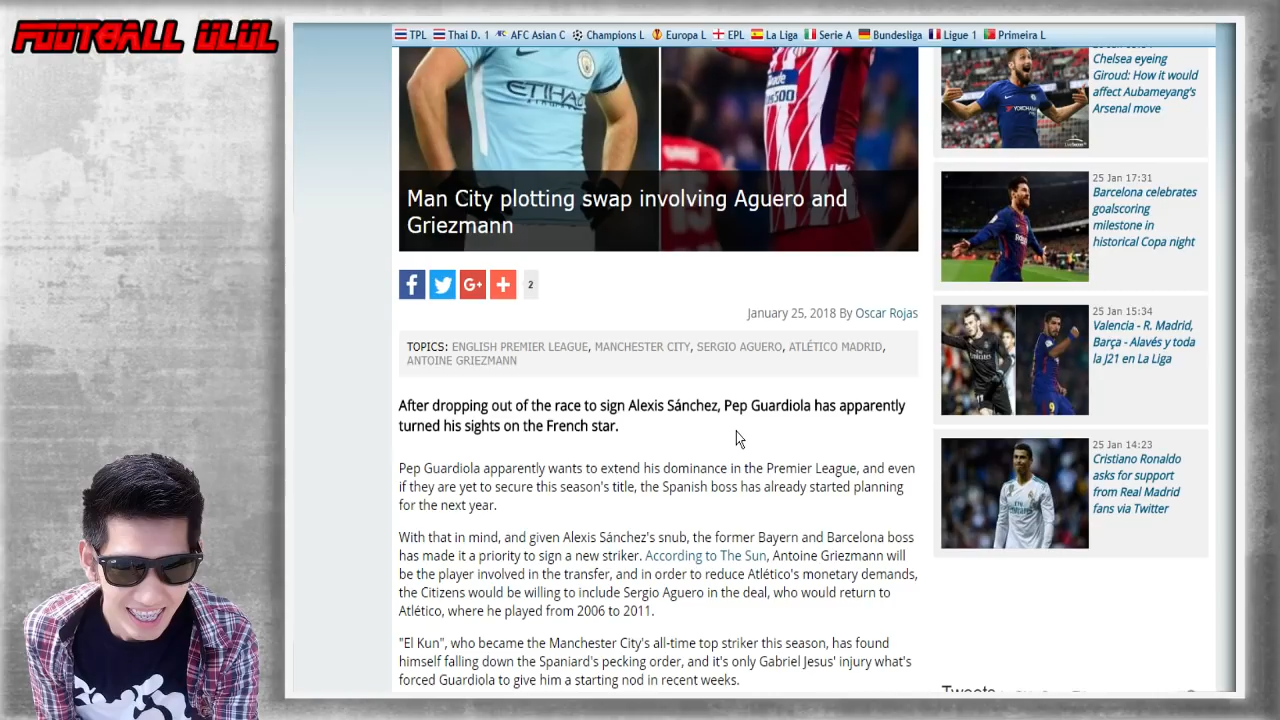 FOOTBALL ULUL
TPL Thai D. 1 AFC Asian C Champions L Europa L EPL La Liga Serie A Bundesliga Ligue 1 Primeira L
ETIHAD
500
Man City plotting swap involving Aguero and
Griezmann
2
January 25, 2018 By Oscar Rojas
TOPICS: ENGLISH PREMIER LEAGUE, MANCHESTER CITY, SERGIO AGUERO, ATLÉTICO MADRID,
ANTOINE GRIEZMANN
After dropping out of the race to sign Alexis Sánchez, Pep Guardiola has apparently
turned his sights on the French star.
Pep Guardiola apparently wants to extend his dominance in the Premier League, and even
if they are yet to secure this season's title, the Spanish boss has already started planning
for the next year.
With that in mind, and given Alexis Sánchez's snub, the former Bayern and Barcelona boss
has made it a priority to sign a new striker. According to The Sun, Antoine Griezmann will
be the player involved in the transfer, and in order to reduce Atlético's monetary demands,
the Citizens would be willing to include Sergio Aguero in the deal, who would return to
Atlético, where he played from 2006 to 2011.
"El Kun", who became the Manchester City's all-time top striker this season, has found
himself falling down the Spaniard's pecking order, and it's only Gabriel Jesus' injury what's
forced Guardiola to give him a starting nod in recent weeks.
Chelsea eyeing
Giroud: How it would
affect Aubameyang's
Arsenal move
25 Jan 17:31
Barcelona celebrates
goalscoring
milestone in
historical Copa night
25 Jan 15:34
Valencia - R. Madrid,
Barça - Alavés y toda
la J21 en La Liga
25 Jan 14:23
Cristiano Ronaldo
asks for support
from Real Madrid
fans via Twitter
Tweets